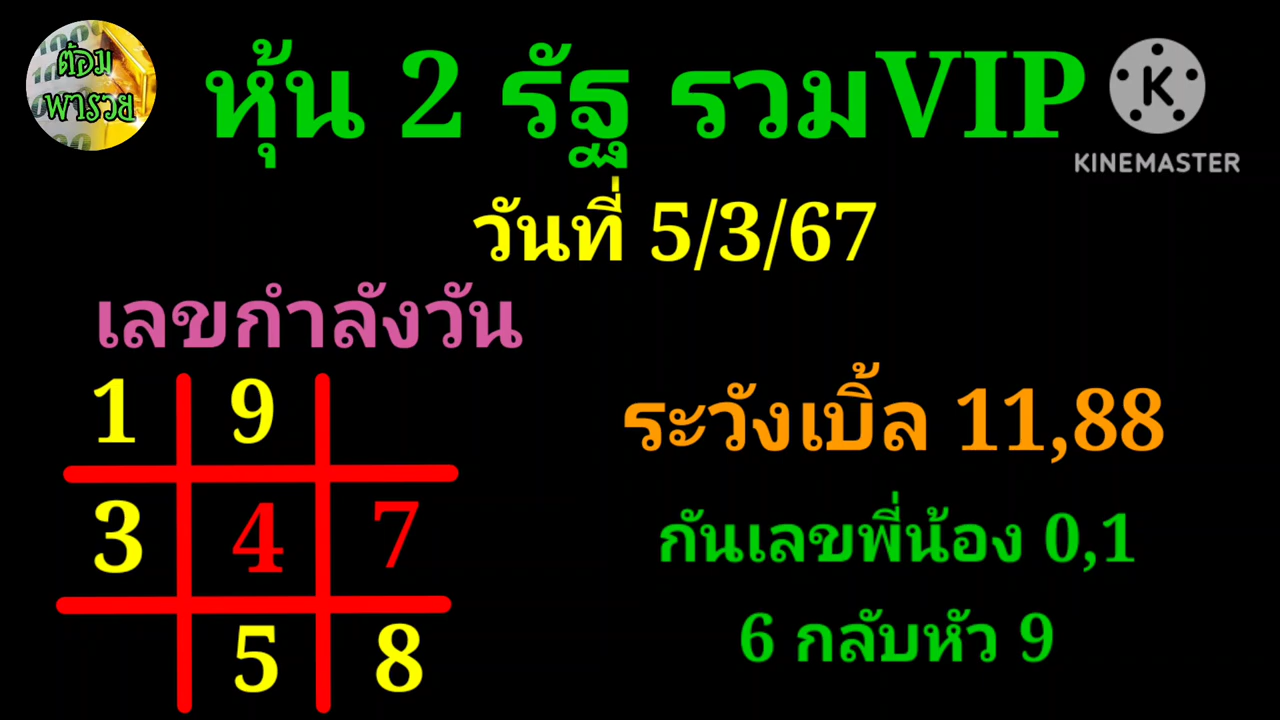 ต้อม
พารวย
หุ้น 2 รัฐ รวมVIP
K
KINEMASTER
วันที่ 5/3/67
เลขกำลังวัน
1 9
3 4 7
5 8
ระวังเบิ้ล 11,88
กันเลขพี่น้อง 0,1
6 กลับหัว 9